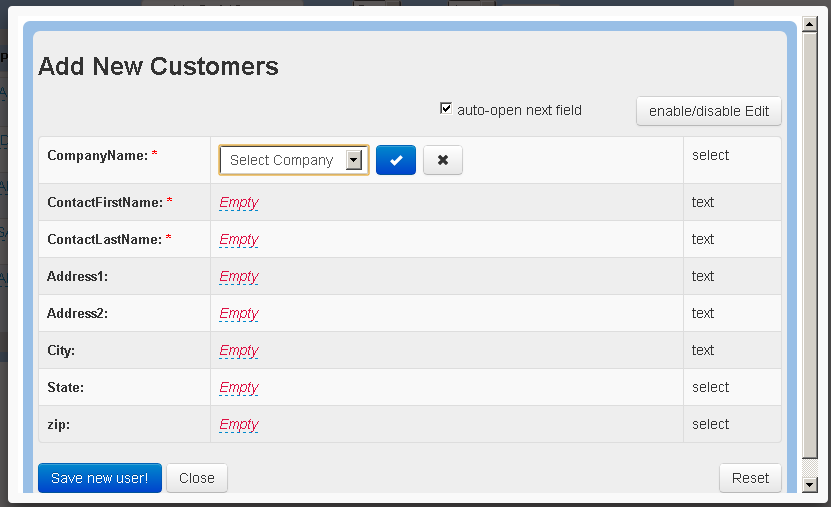 Add New Customers
auto-open next field enable/disable Edit
CompanyName: * Select Company select
ContactFirstName: * Empty text
ContactLastName: * Empty text
Address1: Empty text
Address2: Empty text
City: Empty text
State: Empty select
zip: Empty select
Save new user! Close Reset